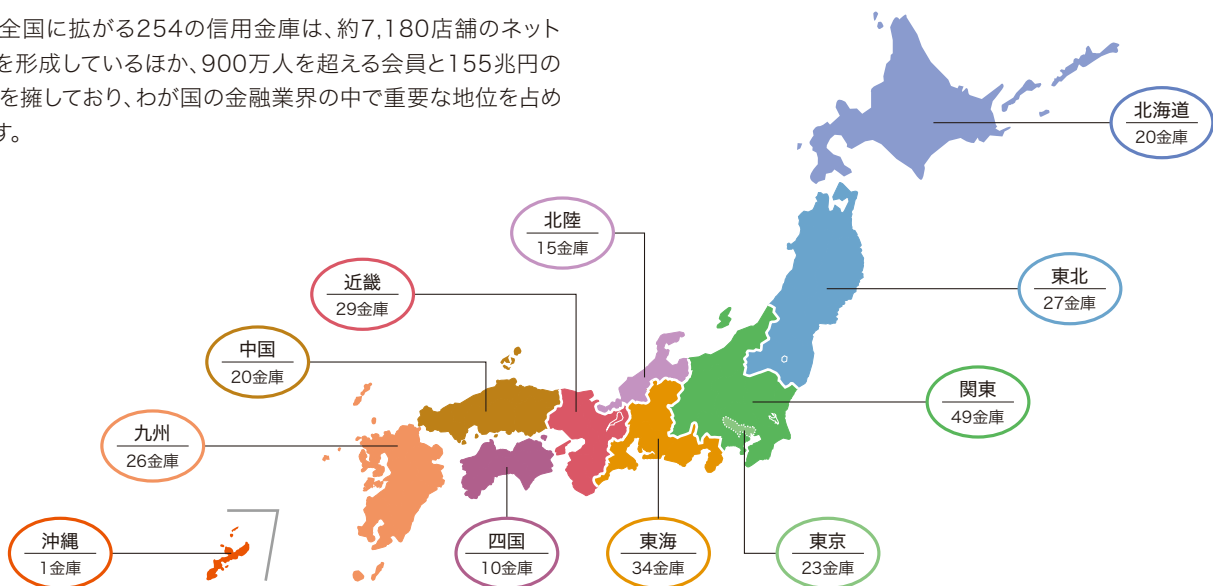 全国に拡がる254の信用金庫は、約7,180店舗のネット
を形成しているほか、900万人を超える会員と155兆円の
を擁しており、わが国の金融業界の中で重要な地位を占め
す。
北海道
20金庫
北陸
15金庫
東北
27金庫
近畿
29金庫
中国
20金庫
関東
49金庫
九州
26金庫
沖縄
1金庫
四国
10金庫
東海
34金庫
東京
23金庫